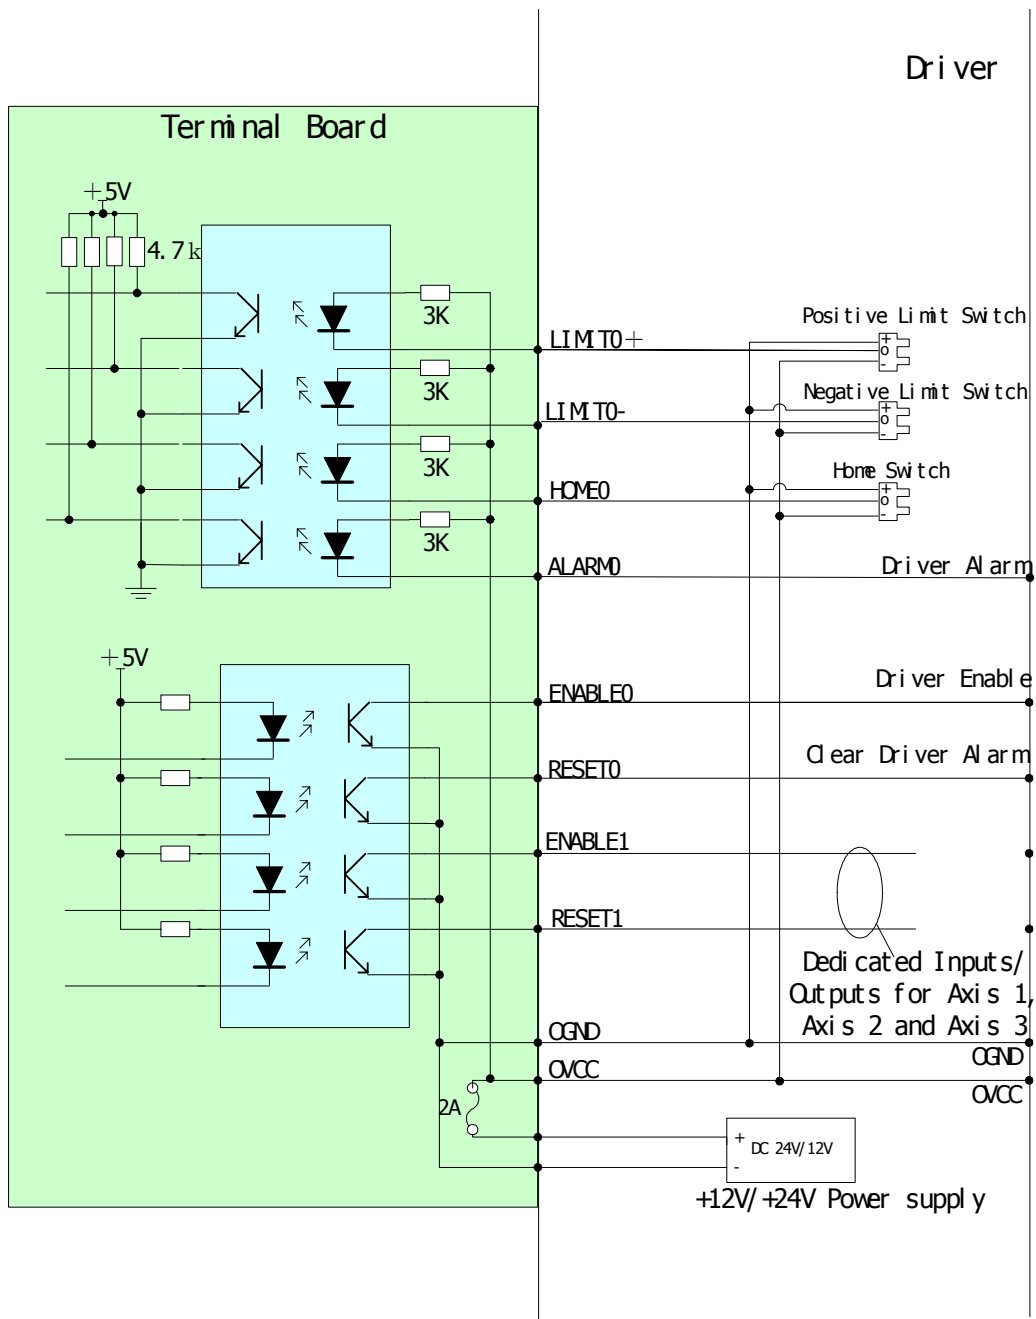 Driver
Terminal Board
+5V
4.7k
3K
LIMIT0+
Positive Limit Switch
+
0
-
3K
LIMIT0-
Negative Limit Switch
+
0
-
3K
HOME0
Home Switch
+
0
-
3K
ALARM0
Driver Alarm
+5V
ENABLE0
Driver Enable
RESET0
Clear Driver Alarm
ENABLE1
RESET1
Dedicated Inputs/
Outputs for Axis 1,
Axis 2 and Axis 3
OGND
OGND
OVCC
OVCC
2A
+
DC 24V/12V
-
+12V/+24V Power supply